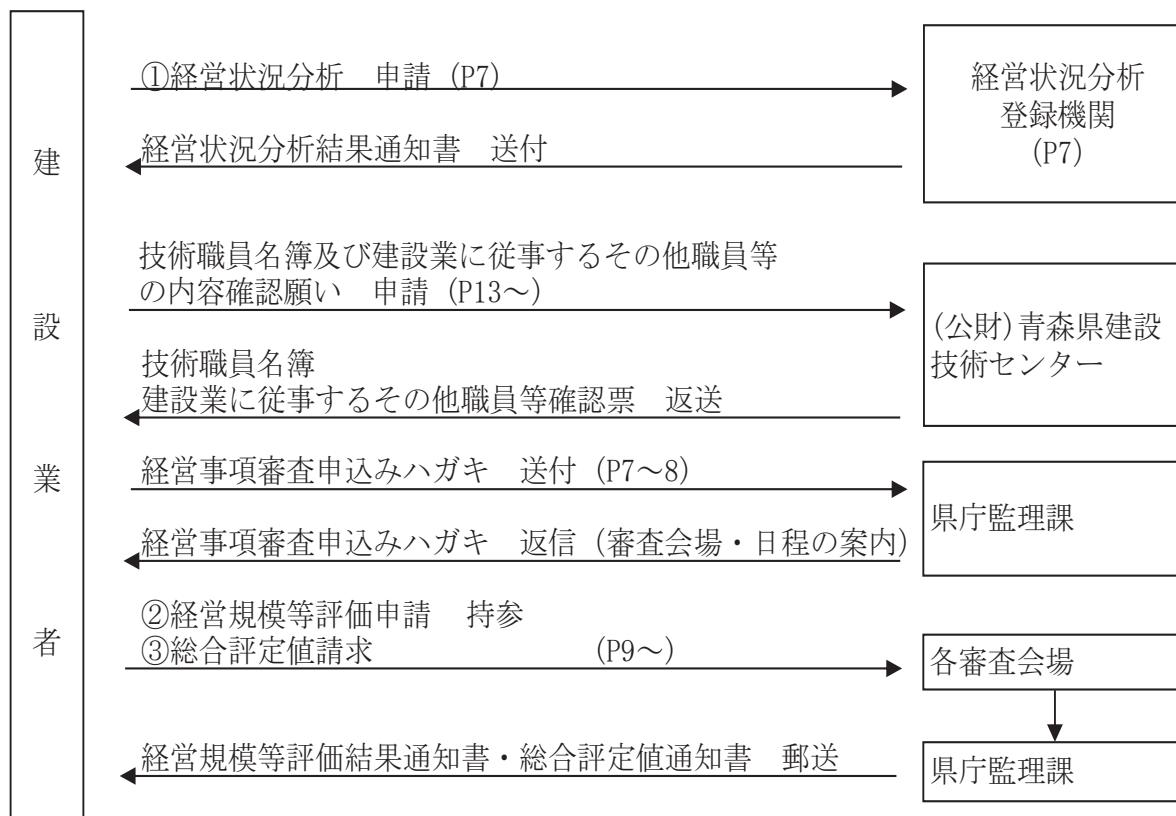 建設業者
①経営状況分析　申請 (P7)
経営状況分析結果通知書　送付
経営状況分析
登録機関
(P7)
技術職員名簿及び建設業に従事するその他職員等
の内容確認願い　申請 (P13～)
技術職員名簿
建設業に従事するその他職員等確認票　返送
(公財)青森県建設
技術センター
経営事項審査申込みハガキ　送付 (P7～8)
経営事項審査申込みハガキ　返信 (審査会場・日程の案内)
県庁監理課
②経営規模等評価申請　持参
③総合評定値請求　(P9～)
各審査会場
経営規模等評価結果通知書・総合評定値通知書　郵送
県庁監理課